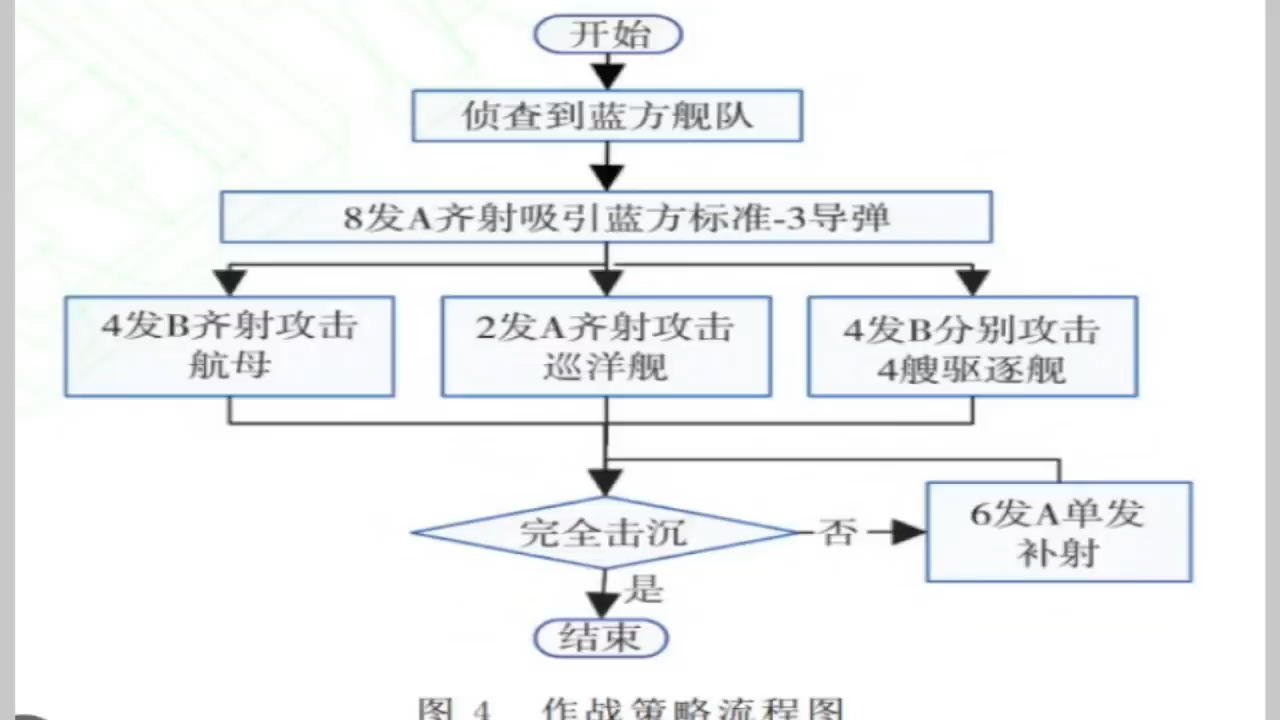 开始
侦查到蓝方舰队
8发A齐射吸引蓝方标准-3导弹
4发B齐射攻击
航母
2发A齐射攻击
巡洋舰
4发B分别攻击
4艘驱逐舰
完全击沉
否
6发A单发
补射
是
结束
图 4 作战策略流程图